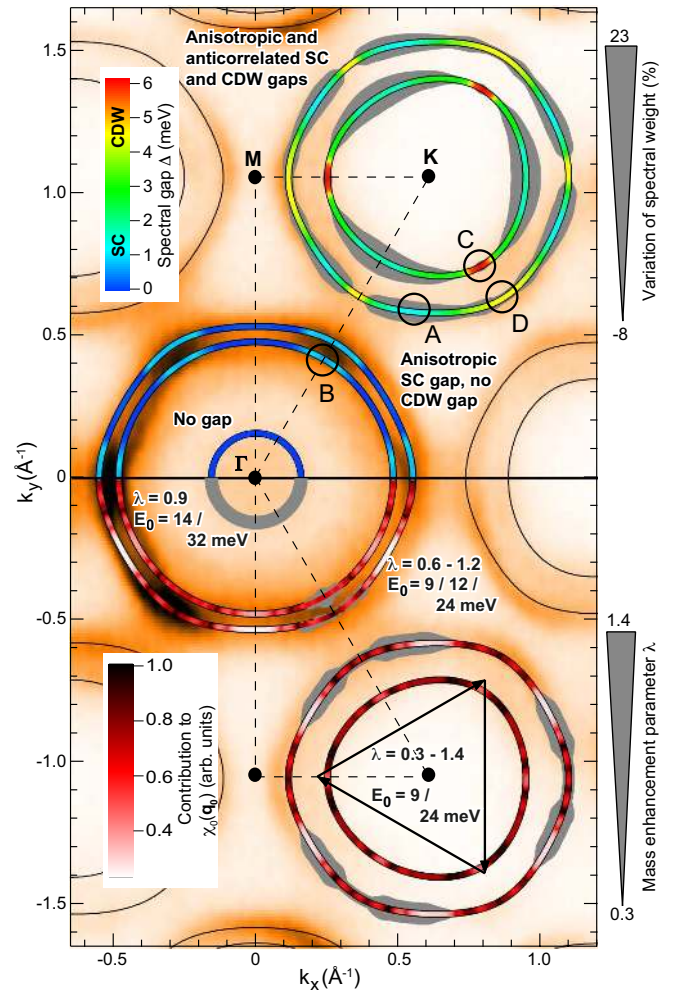 Anisotropic and
anticorrelated SC
and CDW gaps
1.5
1.0
0.5
0
-0.5
-1.0
-1.5
k_y (Å⁻¹)
6
5
4
3
2
1
0
CDW
SC
Spectral gap Δ (meV)
M
K
C
A
D
B
Anisotropic
SC gap, no
CDW gap
No gap
Γ
23
-8
Variation of spectral weight (%)
λ = 0.9
E₀ = 14 /
32 meV
λ = 0.6 - 1.2
E₀ = 9 / 12 /
24 meV
1.0
0.8
0.6
0.4
Contribution to
χ₀(q₀) (arb. units)
λ = 0.3 - 1.4
E₀ = 9 /
24 meV
1.4
0.3
Mass enhancement parameter λ
-0.5
0
0.5
1.0
k_x (Å⁻¹)